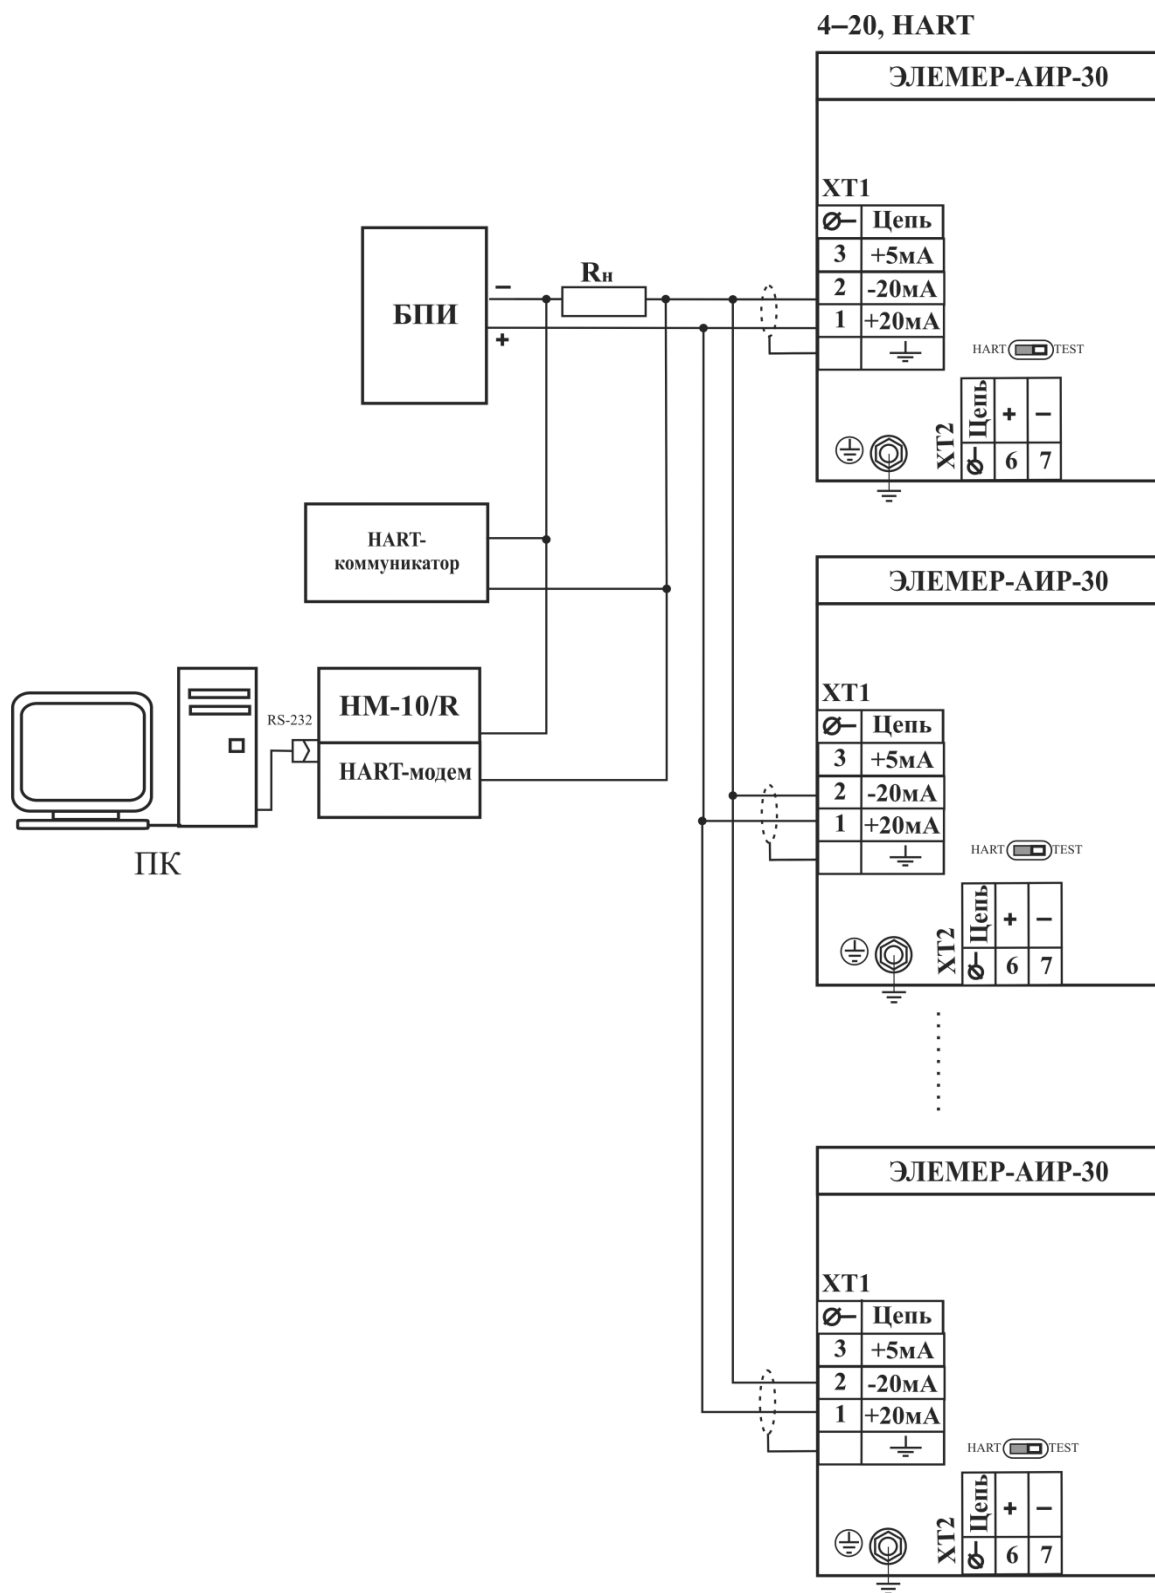 4–20, HART
ЭЛЕМЕР-АИР-30
XT1
Цепь
3 +5мА
2 -20мА
1 +20мА
HART TEST
XT2
Цепь + –
6 7
БПИ
–
+
Rн
HART-
коммуникатор
HM-10/R
HART-модем
RS-232
ПК
ЭЛЕМЕР-АИР-30
XT1
Цепь
3 +5мА
2 -20мА
1 +20мА
HART TEST
XT2
Цепь + –
6 7
ЭЛЕМЕР-АИР-30
XT1
Цепь
3 +5мА
2 -20мА
1 +20мА
HART TEST
XT2
Цепь + –
6 7